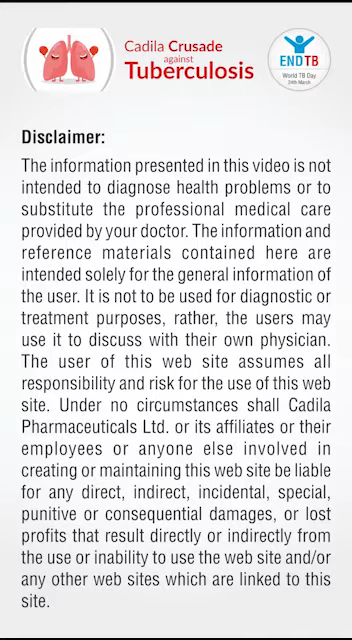 Cadila Crusade
against
Tuberculosis
ENDTB
World TB Day
24th March
Disclaimer:
The information presented in this video is not
intended to diagnose health problems or to
substitute the professional medical care
provided by your doctor. The information and
reference materials contained here are
intended solely for the general information of
the user. It is not to be used for diagnostic or
treatment purposes, rather, the users may
use it to discuss with their own physician.
The user of this web site assumes all
responsibility and risk for the use of this web
site. Under no circumstances shall Cadila
Pharmaceuticals Ltd. or its affiliates or their
employees or anyone else involved in
creating or maintaining this web site be liable
for any direct, indirect, incidental, special,
punitive or consequential damages, or lost
profits that result directly or indirectly from
the use or inability to use the web site and/or
any other web sites which are linked to this
site.